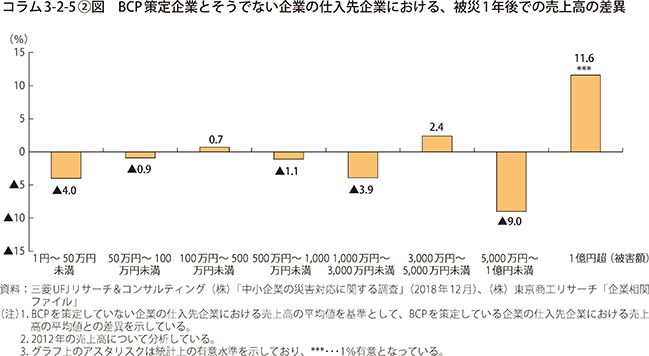 コラム3-2-5②図 BCP策定企業とそうでない企業の仕入先企業における、被災1年後での売上高の差異
(%)
15
10
5
0
▲5
▲10
▲15
▲4.0
▲0.9
0.7
▲1.1
▲3.9
2.4
▲9.0
11.6
***
1円～50万円
未満
50万円～100
万円未満
100万円～500
万円未満
500万円～1,000
万円未満
1,000万円～
3,000万円未満
3,000万円～
5,000万円未満
5,000万円～
1億円未満
1億円超(被害額)
資料：三菱UFJリサーチ＆コンサルティング(株)「中小企業の災害対応に関する調査」(2018年12月)、(株)東京商工リサーチ「企業相関
ファイル」
(注)1．BCPを策定していない企業の仕入先企業における売上高の平均値を基準として、BCPを策定している企業の仕入先企業における売上
高の平均値との差異を示している。
2．2012年の売上高について分析している。
3．グラフ上のアスタリスクは統計上の有意水準を示しており、***･･･1％有意となっている。